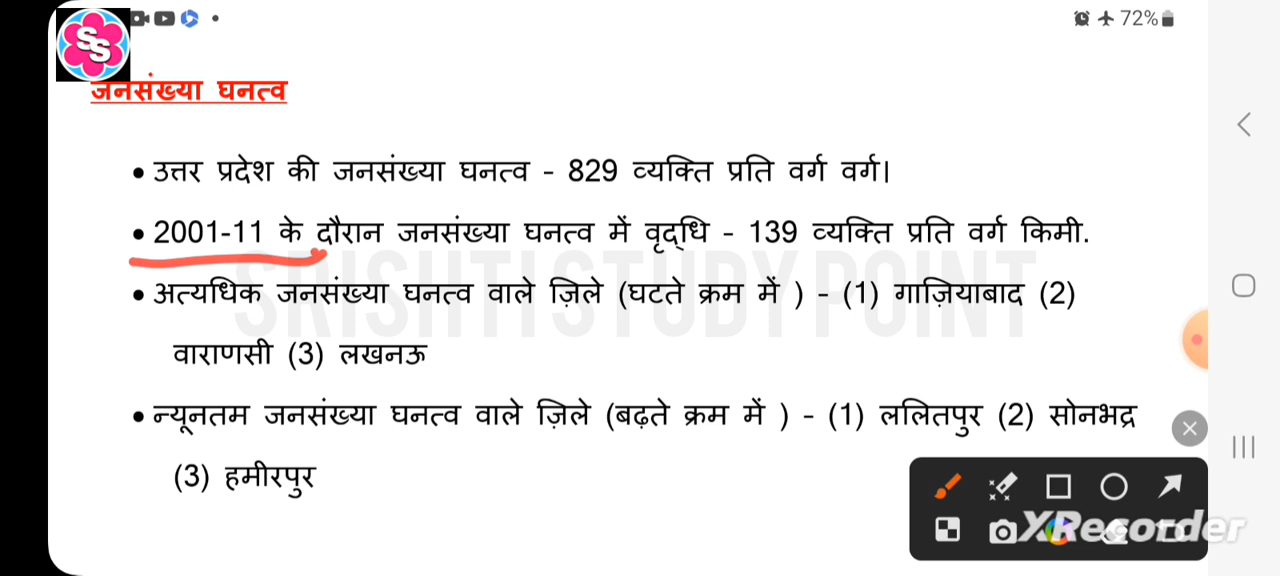 SS
72%
जनसंख्या घनत्व
• उत्तर प्रदेश की जनसंख्या घनत्व - 829 व्यक्ति प्रति वर्ग वर्ग।
• 2001-11 के दौरान जनसंख्या घनत्व में वृद्धि - 139 व्यक्ति प्रति वर्ग किमी.
SRISHTI STUDY POINT
• अत्यधिक जनसंख्या घनत्व वाले ज़िले (घटते क्रम में ) - (1) गाज़ियाबाद (2)
वाराणसी (3) लखनऊ
• न्यूनतम जनसंख्या घनत्व वाले ज़िले (बढ़ते क्रम में ) - (1) ललितपुर (2) सोनभद्र
(3) हमीरपुर
XRecorder